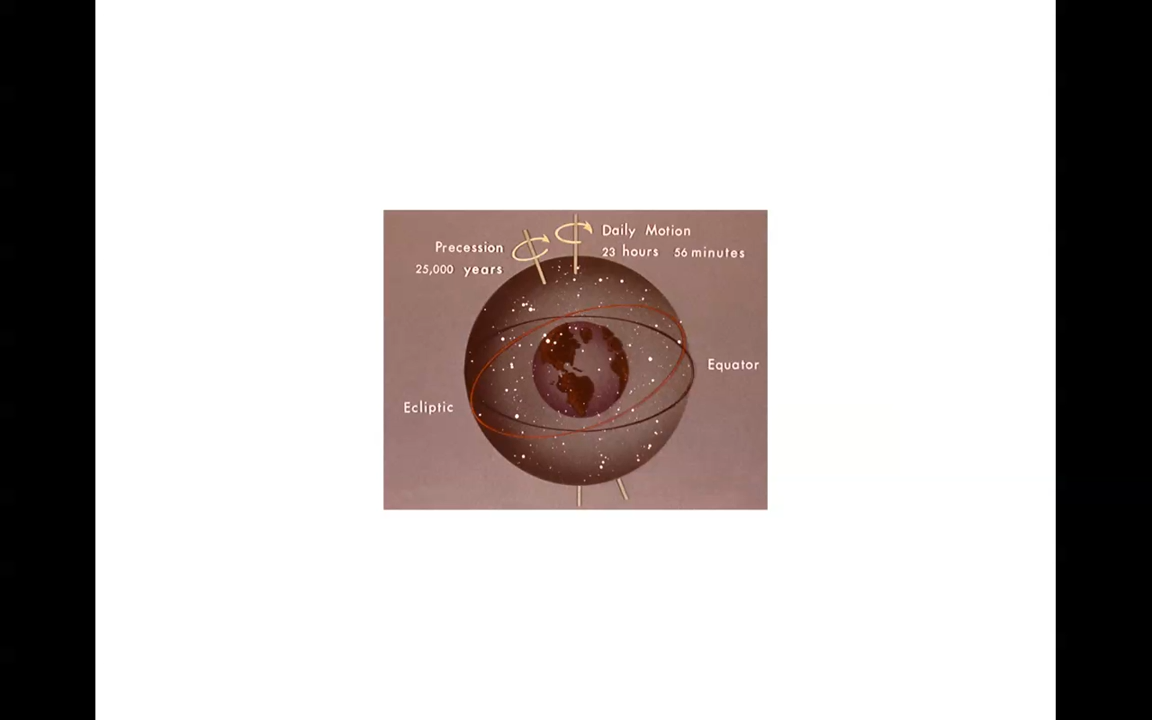 Daily Motion
23 hours 56 minutes
Precession
25,000 years
Equator
Ecliptic